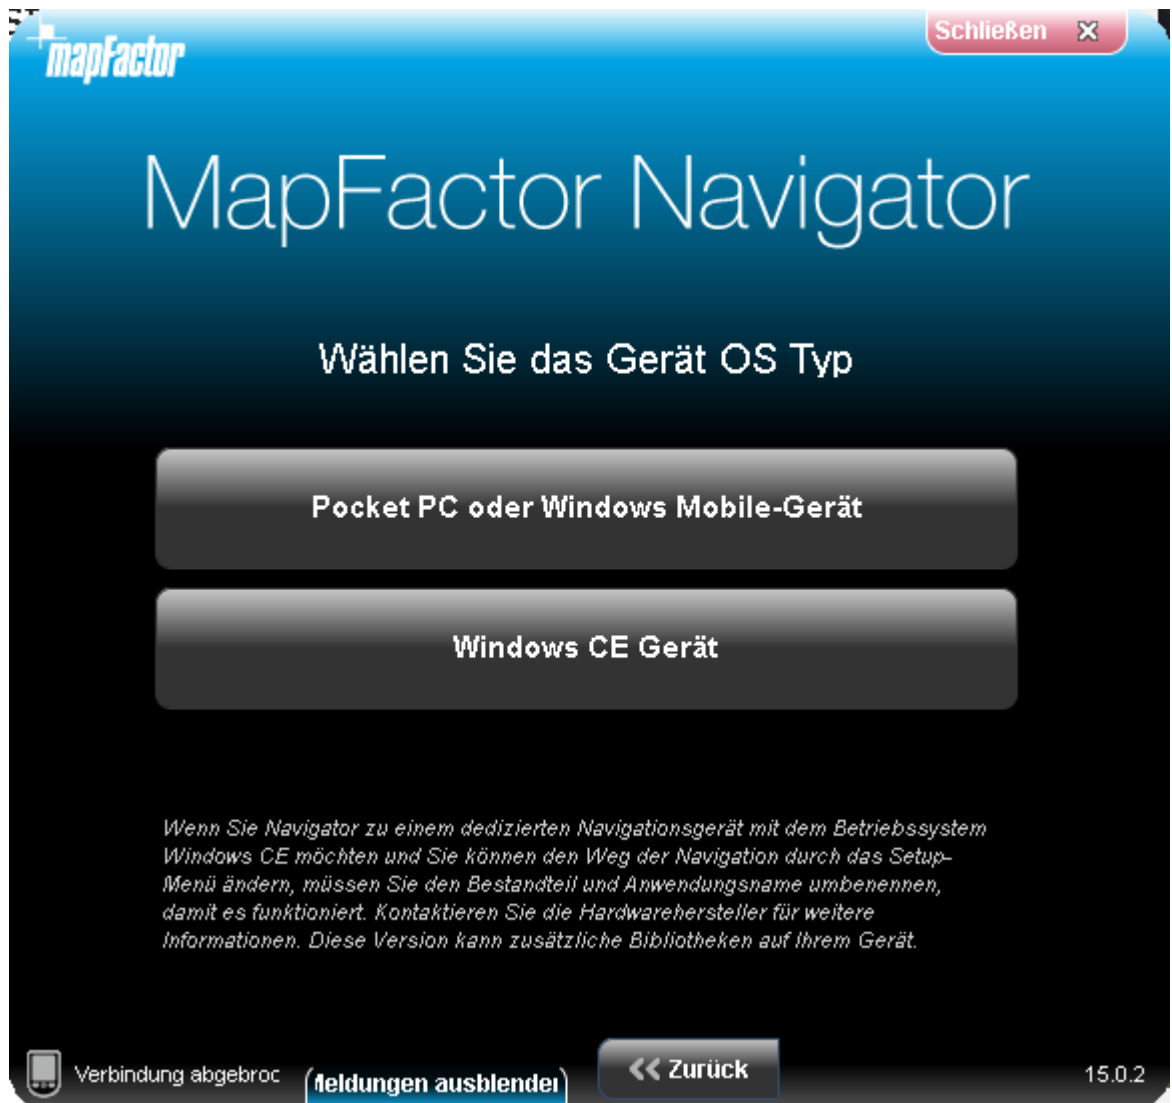 mapFactor
Schließen
MapFactor Navigator
Wählen Sie das Gerät OS Typ
Pocket PC oder Windows Mobile-Gerät
Windows CE Gerät
Wenn Sie Navigator zu einem dedizierten Navigationsgerät mit dem Betriebssystem
Windows CE möchten und Sie können den Weg der Navigation durch das Setup-
Menü ändern, müssen Sie den Bestandteil und Anwendungsname umbenennen,
damit es funktioniert. Kontaktieren Sie die Hardwarehersteller für weitere
Informationen. Diese Version kann zusätzliche Bibliotheken auf Ihrem Gerät.
Verbindung abgebroc
ausblenden
Zurück
15.0.2